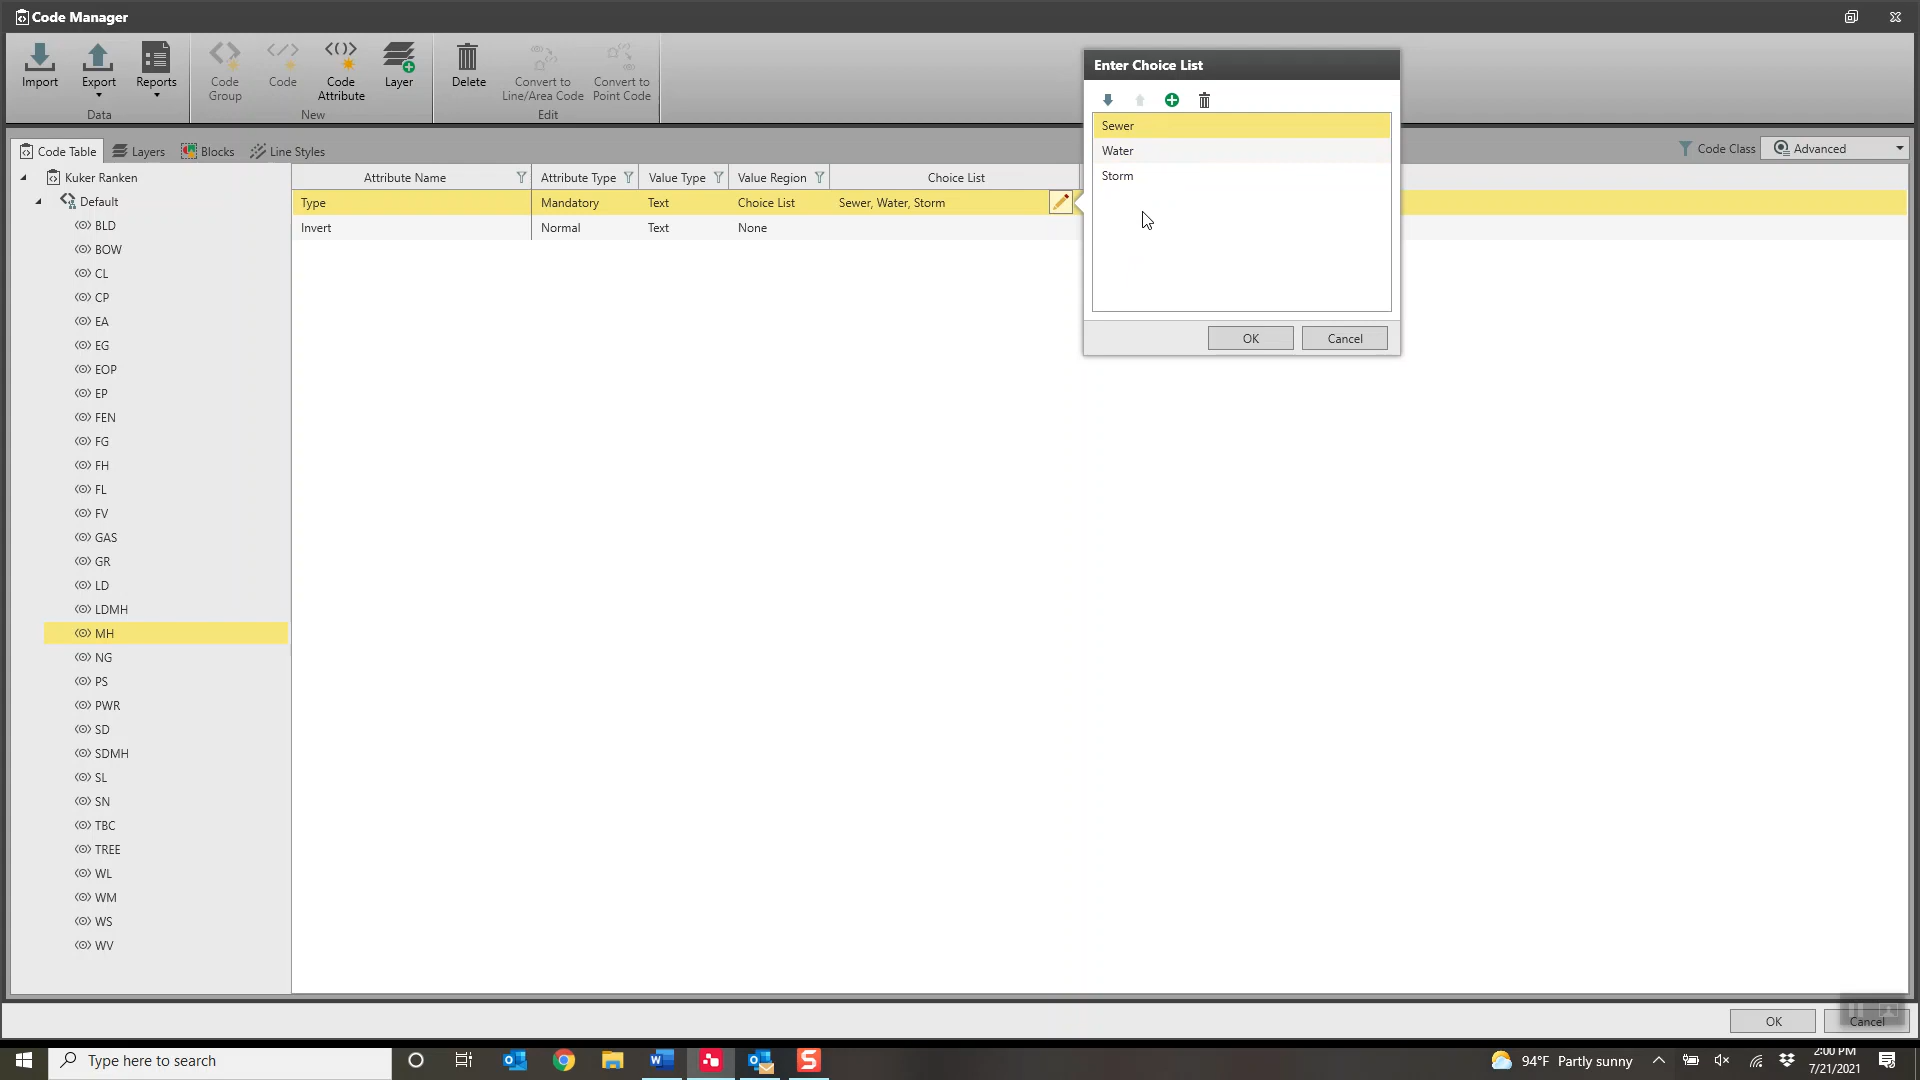 Code Manager
Import
Export
Reports
Code
Group
Code
Code
Attribute
Layer
Delete
Convert to
Line/Area Code
Convert to
Point Code
Data
New
Edit
Enter Choice List
Sewer
Water
Storm
OK
Cancel
Code Table
Layers
Blocks
Line Styles
Code Class
Advanced
Kuker Ranken
Default
BLD
BOW
CL
CP
EA
EG
EOP
EP
FEN
FG
FH
FL
FV
GAS
GR
LD
LDMH
MH
NG
PS
PWR
SD
SDMH
SL
SN
TBC
TREE
WL
WM
WS
WV
Attribute Name Attribute Type Value Type Value Region Choice List
Type Mandatory Text Choice List Sewer, Water, Storm
Invert Normal Text None
OK
Cancel
Type here to search
94°F Partly sunny
2:00 PM
7/21/2021